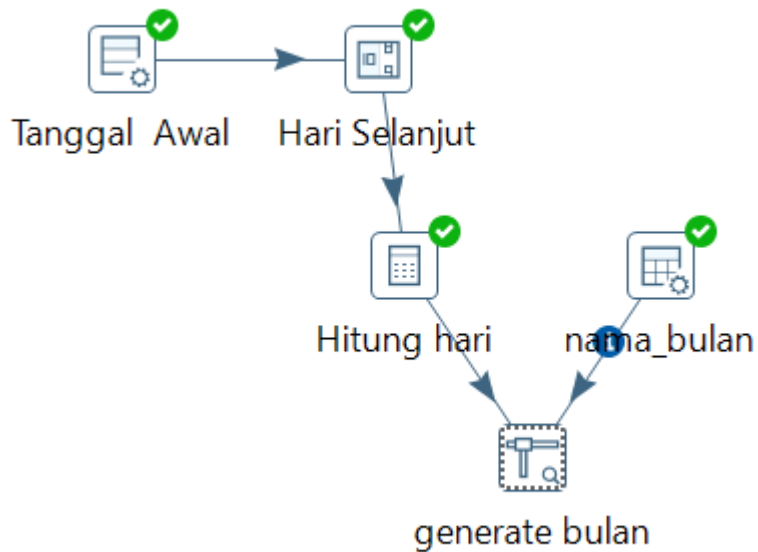 Tanggal  Awal
Hari Selanjut
Hitung hari
nama_bulan
generate bulan